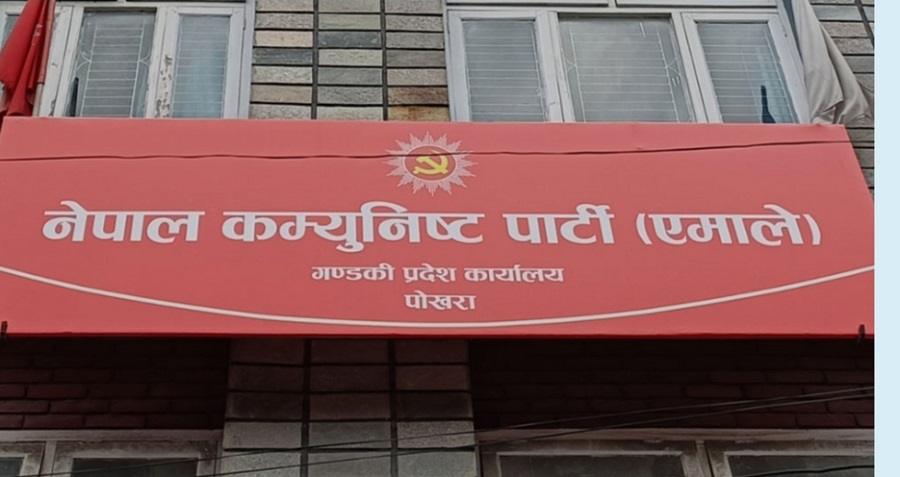 नेपाल कम्युनिष्ट पार्टी (एमाले)
गण्डकी प्रदेश कार्यालय
पोखरा